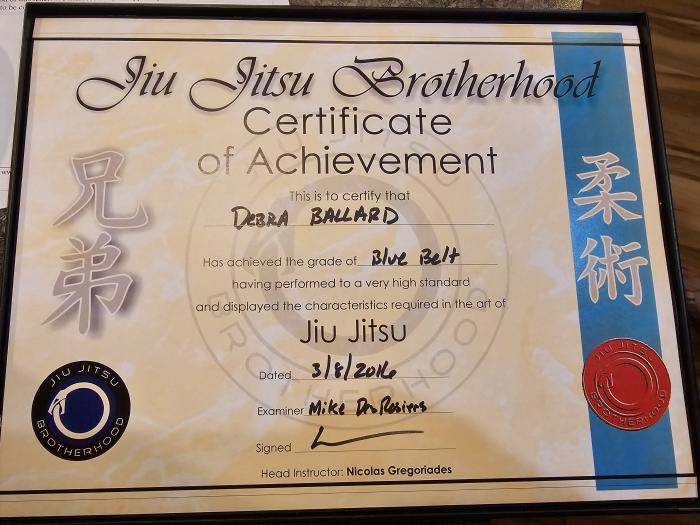 Jiu Jitsu Brotherhood
Certificate
of Achievement
This is to certify that
DEBRA BALLARD
Has achieved the grade of Blue Belt
having performed to a very high standard
and displayed the characteristics required in the art of
Jiu Jitsu
Dated 3/8/2016
Examiner Mike DesRosiers
Signed
Head Instructor: Nicolas Gregoriades
兄弟
柔術
JIU JITSU
BROTHERHOOD
JIU JITSU
BROTHERHOOD
JIU JITSU
BROTHERHOOD